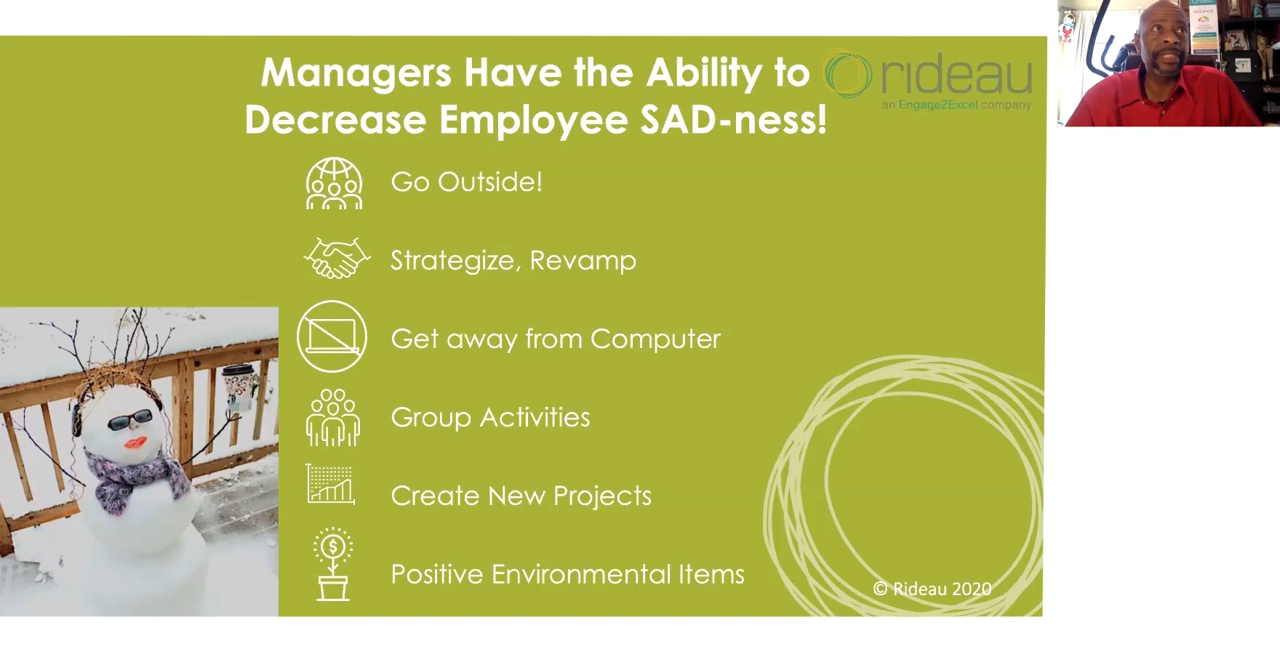 Managers Have the Ability to
Decrease Employee SAD-ness!
rideau
an Engage2Excel company
Go Outside!
Strategize, Revamp
Get away from Computer
Group Activities
Create New Projects
$
Positive Environmental Items
© Rideau 2020